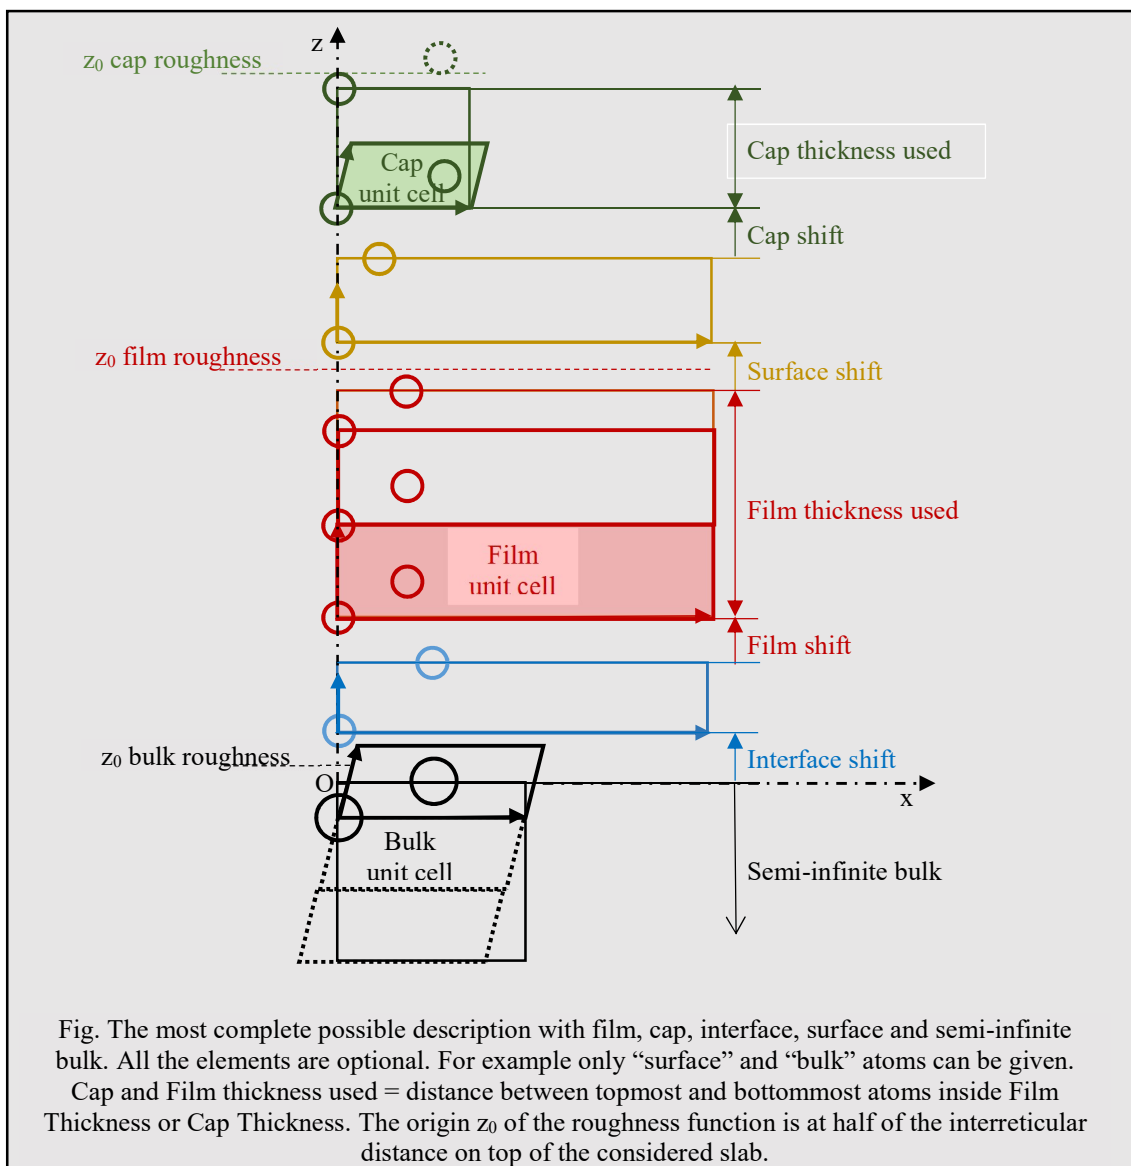 z
z₀ cap roughness
Cap
unit cell
Cap thickness used
Cap shift
z₀ film roughness
Surface shift
Film thickness used
Film
unit cell
Film shift
z₀ bulk roughness
Interface shift
O
x
Bulk
unit cell
Semi-infinite bulk
Fig. The most complete possible description with film, cap, interface, surface and semi-infinite
bulk. All the elements are optional. For example only “surface” and “bulk” atoms can be given.
Cap and Film thickness used = distance between topmost and bottommost atoms inside Film
Thickness or Cap Thickness. The origin z₀ of the roughness function is at half of the interreticular
distance on top of the considered slab.